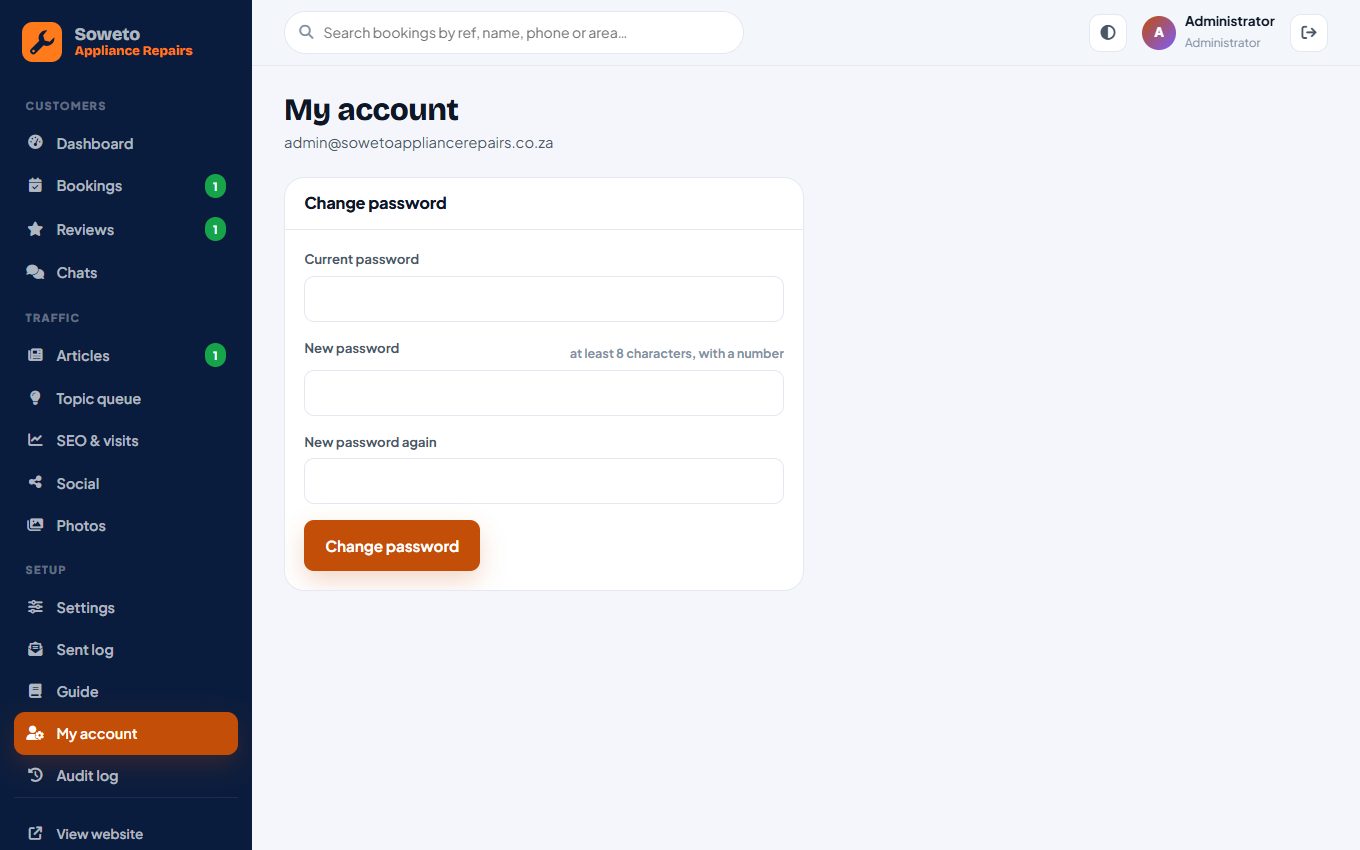 Soweto
Appliance Repairs
Search bookings by ref, name, phone or area...
A
Administrator
Administrator
CUSTOMERS
Dashboard
Bookings 1
Reviews 1
Chats
TRAFFIC
Articles 1
Topic queue
SEO & visits
Social
Photos
SETUP
Settings
Sent log
Guide
My account
Audit log
View website
My account
admin@sowetoappliancerepairs.co.za
Change password
Current password
New password at least 8 characters, with a number
New password again
Change password